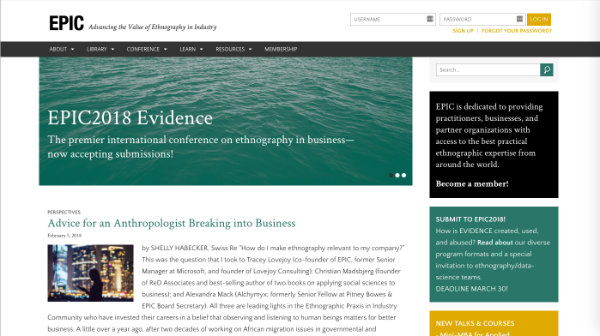 EPIC Advancing the Value of Ethnography in Industry
USERNAME PASSWORD LOG IN
SIGN UP | FORGOT YOUR PASSWORD?
ABOUT LIBRARY CONFERENCE LEARN RESOURCES MEMBERSHIP
EPIC2018 Evidence
The premier international conference on ethnography in business—
now accepting submissions!
PERSPECTIVES
Advice for an Anthropologist Breaking into Business
February 5, 2018
by SHELLY HABECKER, Swiss Re "How do I make ethnography relevant to my company?"
This was the question that I took to Tracey Lovejoy (co-founder of EPIC, former Senior
Manager at Microsoft, and founder of Lovejoy Consulting); Christian Madsbjerg (founder
of ReD Associates and best-selling author of two books on applying social sciences to
business); and Alexandra Mack (Alchymyx; formerly Senior Fellow at Pitney Bowes &
EPIC Board Secretary). All three are leading lights in the Ethnographic Praxis in Industry
Community who have invested their careers in a belief that observing and listening to human beings matters for better
business. A little over a year ago, after two decades of working on African migration issues in governmental and
Search...
EPIC is dedicated to providing
practitioners, businesses, and
partner organizations with
access to the best practical
ethnographic expertise from
around the world.
Become a member!
SUBMIT TO EPIC2018!
How is EVIDENCE created, used,
and abused? Read about our diverse
program formats and a special
invitation to ethnography/data-
science teams.
DEADLINE MARCH 30!
NEW TALKS & COURSES
- Mini-MBA for Applied